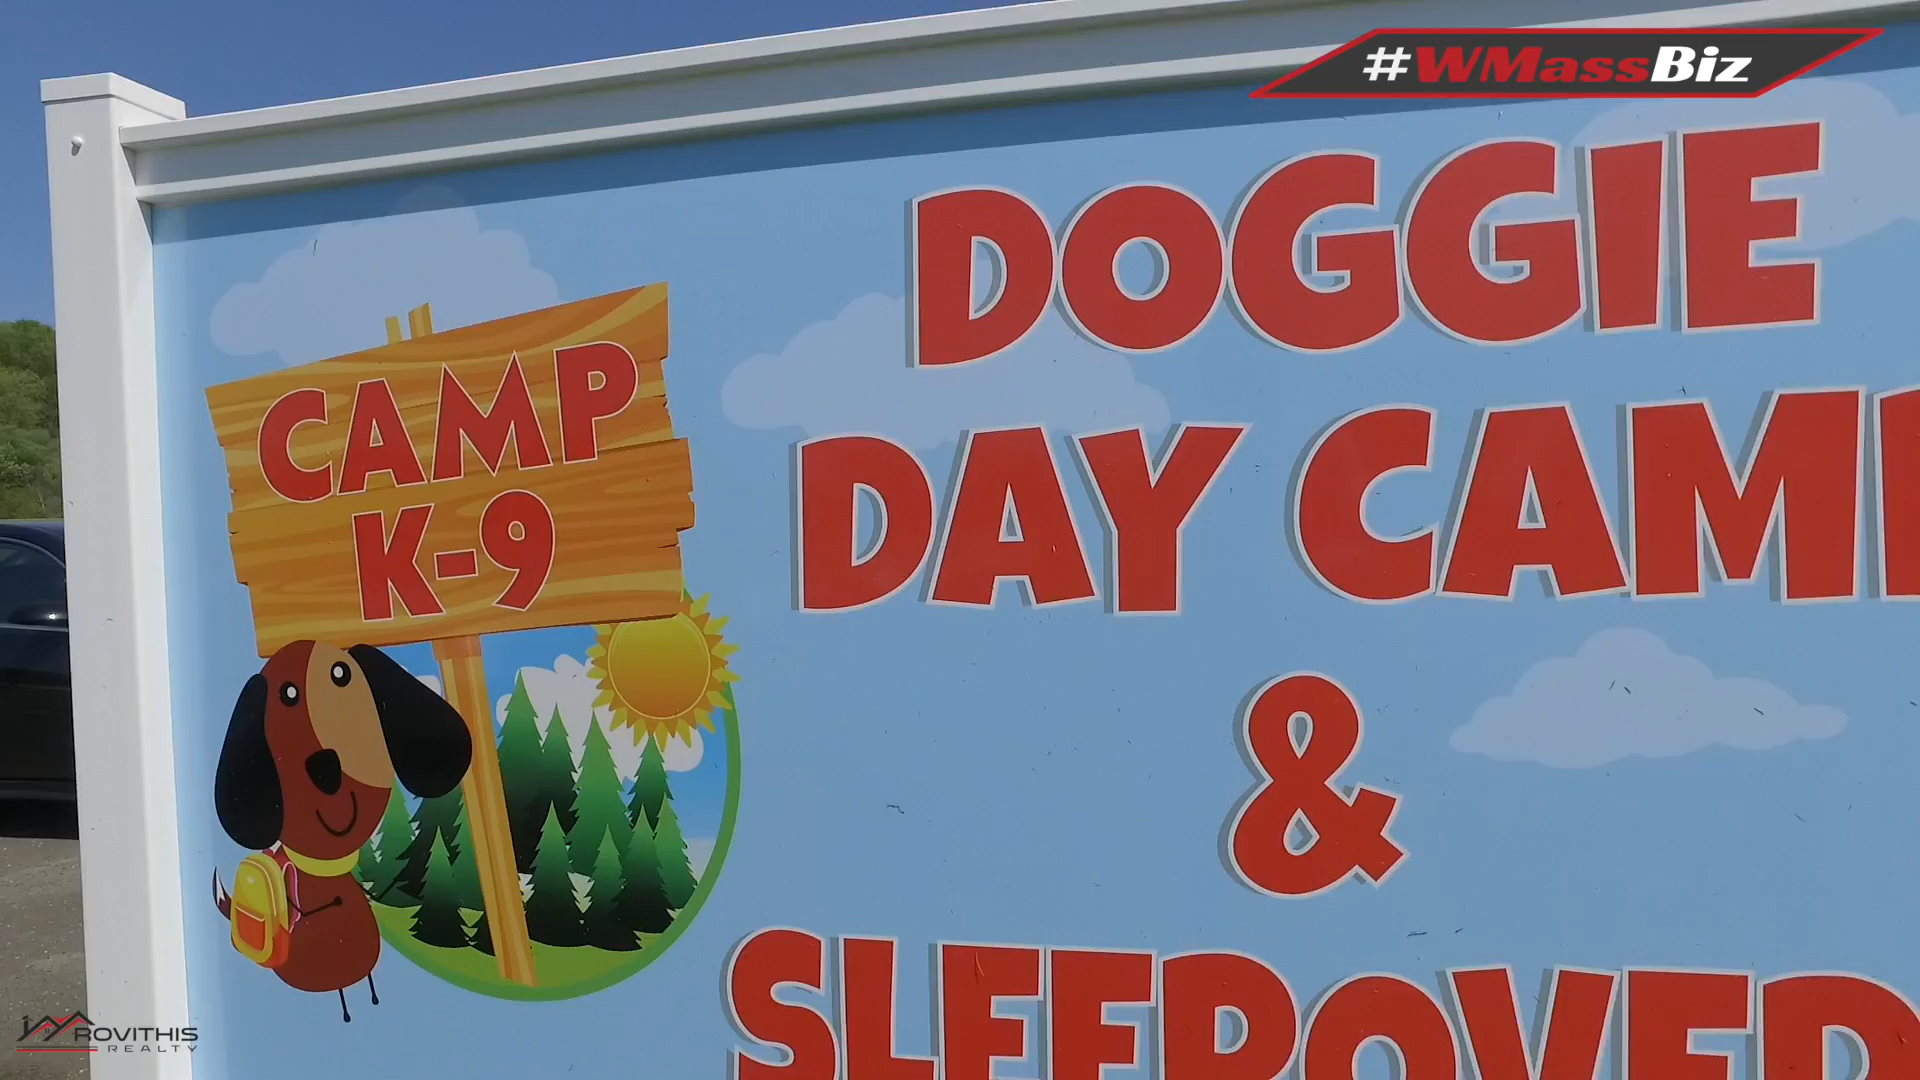 #WMassBiz
DOGGIE
DAY CAMP
&
SLEEPOVER
CAMP
K-9
ROVITHIS
REALTY